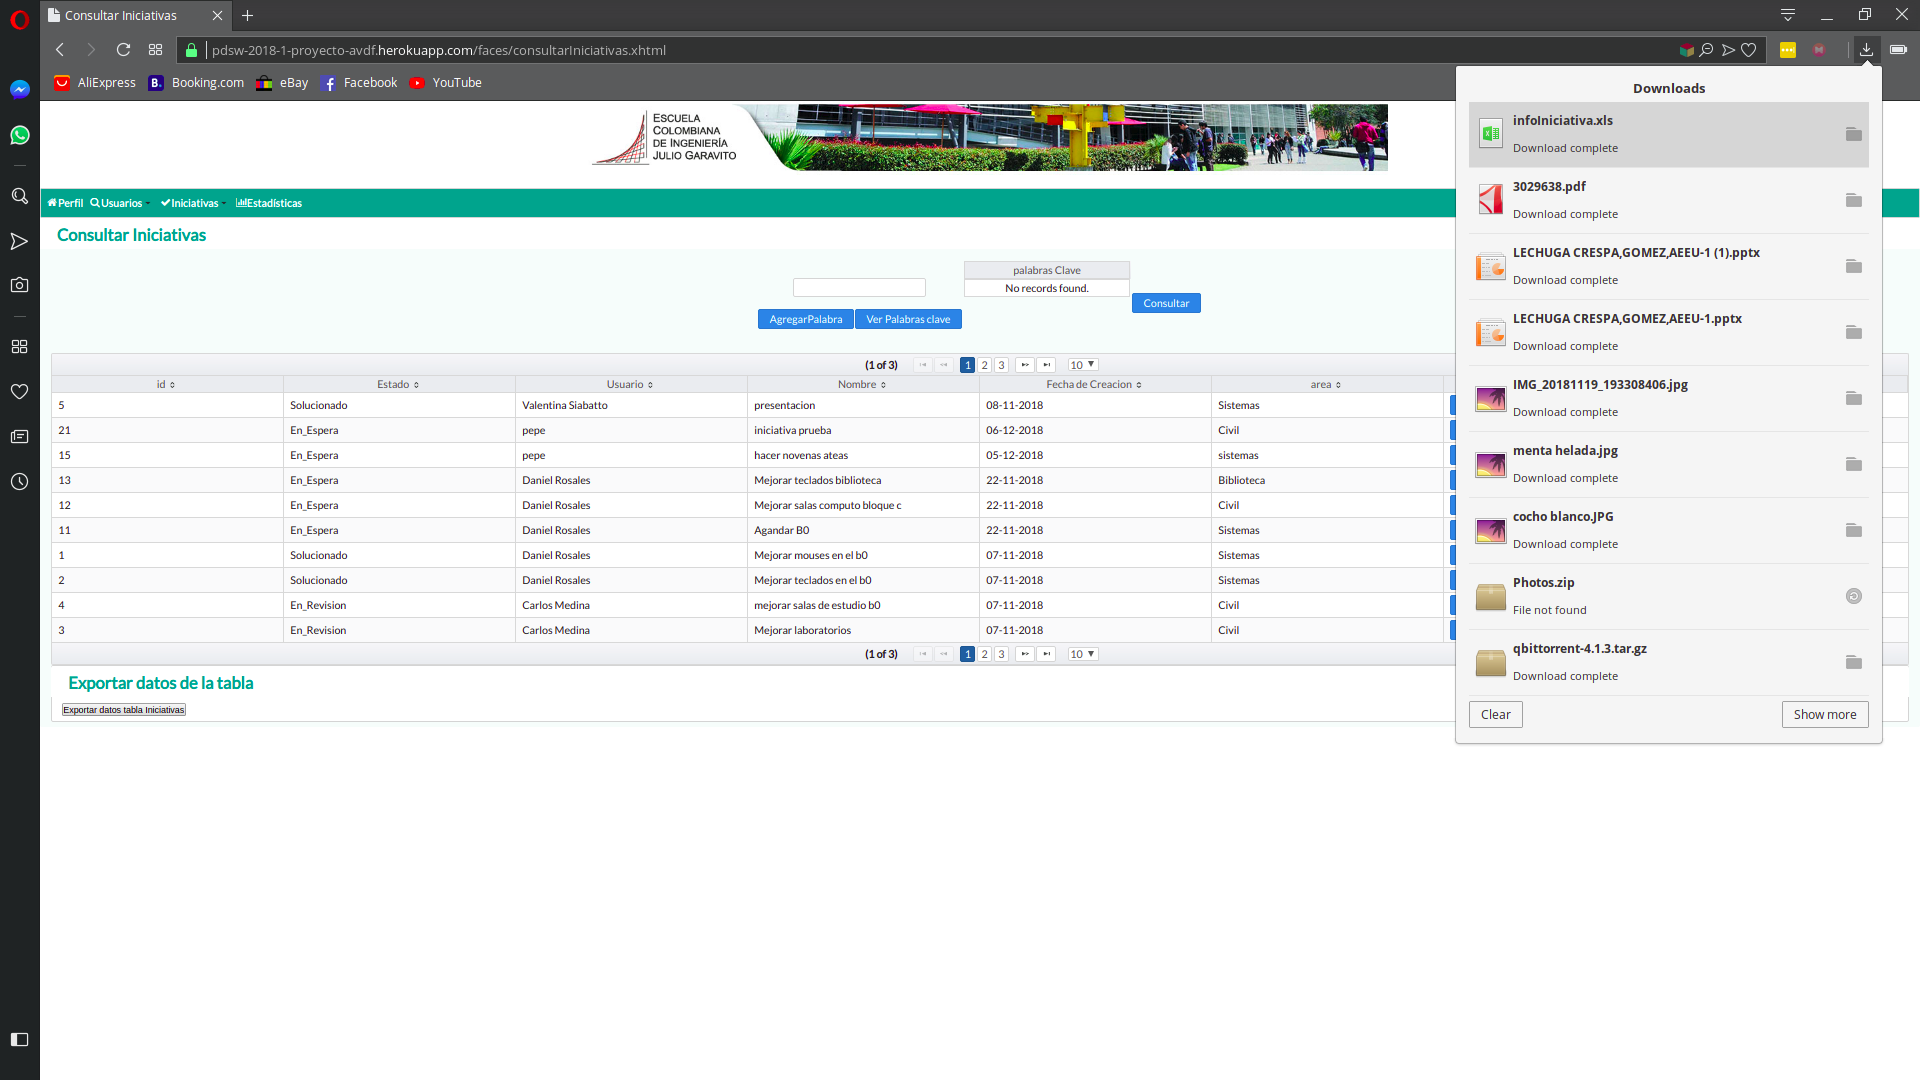 Consultar Iniciativas
pdsw-2018-1-proyecto-avdf.herokuapp.com/faces/consultarIniciativas.xhtml
AliExpress Booking.com eBay Facebook YouTube
ESCUELA
COLOMBIANA
DE INGENIERÍA
JULIO GARAVITO
Perfil Usuarios Iniciativas Estadísticas
Consultar Iniciativas
palabras Clave
No records found.
Consultar
AgregarPalabra Ver Palabras clave
(1 of 3) 1 2 3 10
id Estado Usuario Nombre Fecha de Creacion area
5 Solucionado Valentina Siabatto presentacion 08-11-2018 Sistemas
21 En_Espera pepe iniciativa prueba 06-12-2018 Civil
15 En_Espera pepe hacer novenas ateas 05-12-2018 sistemas
13 En_Espera Daniel Rosales Mejorar teclados biblioteca 22-11-2018 Biblioteca
12 En_Espera Daniel Rosales Mejorar salas computo bloque c 22-11-2018 Civil
11 En_Espera Daniel Rosales Agandar B0 22-11-2018 Sistemas
1 Solucionado Daniel Rosales Mejorar mouses en el b0 07-11-2018 Sistemas
2 Solucionado Daniel Rosales Mejorar teclados en el b0 07-11-2018 Sistemas
4 En_Revision Carlos Medina mejorar salas de estudio b0 07-11-2018 Civil
3 En_Revision Carlos Medina Mejorar laboratorios 07-11-2018 Civil
(1 of 3) 1 2 3 10
Exportar datos de la tabla
Exportar datos tabla Iniciativas
Downloads
infoIniciativa.xls
Download complete
3029638.pdf
Download complete
LECHUGA CRESPA,GOMEZ,AEEU-1 (1).pptx
Download complete
LECHUGA CRESPA,GOMEZ,AEEU-1.pptx
Download complete
IMG_20181119_193308406.jpg
Download complete
menta helada.jpg
Download complete
cocho blanco.JPG
Download complete
Photos.zip
File not found
qbittorrent-4.1.3.tar.gz
Download complete
Clear Show more